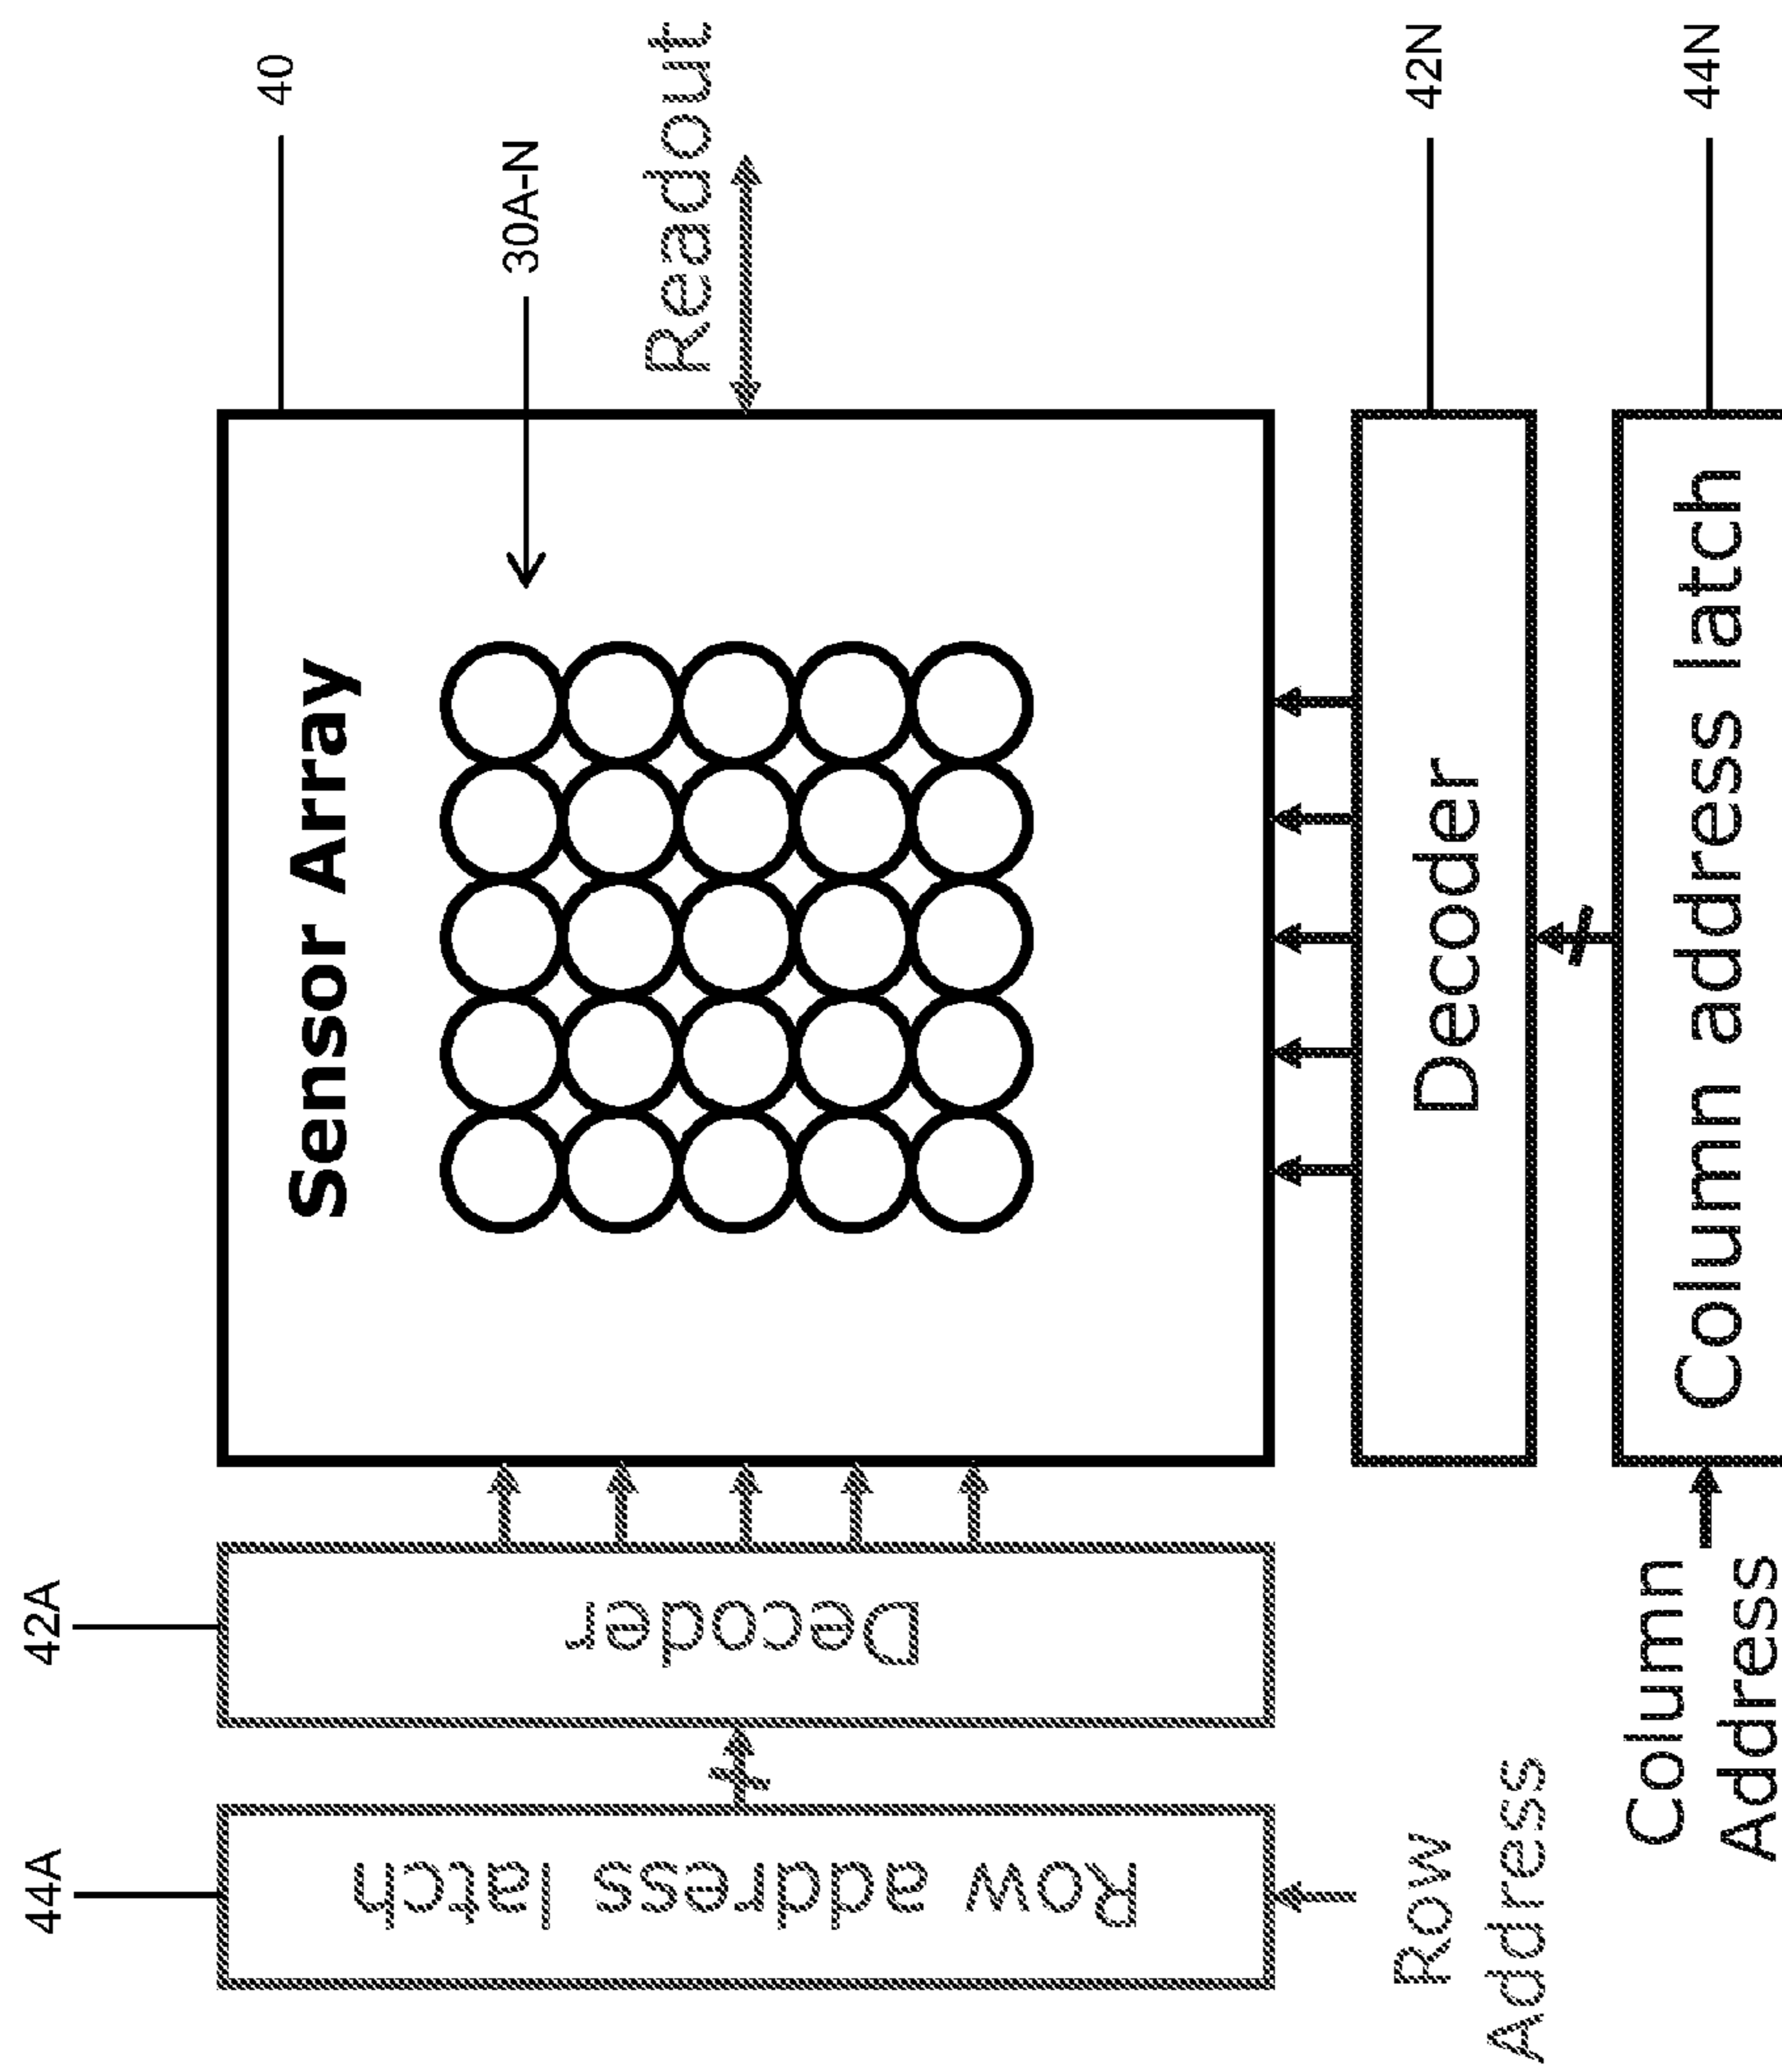 40
30A-N
Sensor Array
Readout
42A
Decoder
44A
Row address latch
Row
Address
42N
Decoder
44N
Column address latch
Column
Address